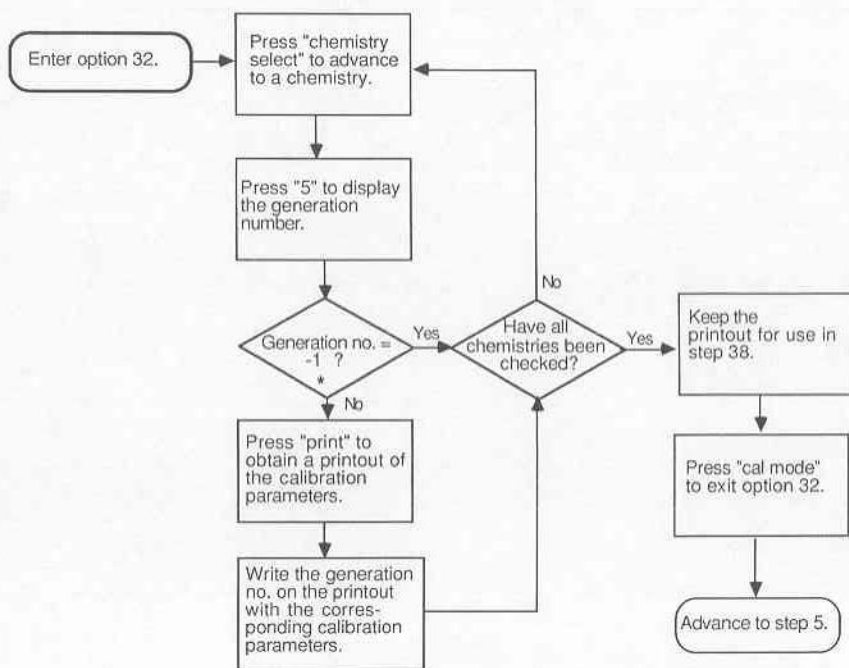 Enter option 32.
Press "chemistry
select" to advance
to a chemistry.
Press "5" to display
the generation
number.
Generation no. =
-1 ?
*
Yes
No
Press "print" to
obtain a printout of
the calibration
parameters.
Write the generation
no. on the printout
with the corres-
ponding calibration
parameters.
Have all
chemistries been
checked?
No
Yes
Keep the
printout for use in
step 38.
Press "cal mode"
to exit option 32.
Advance to step 5.